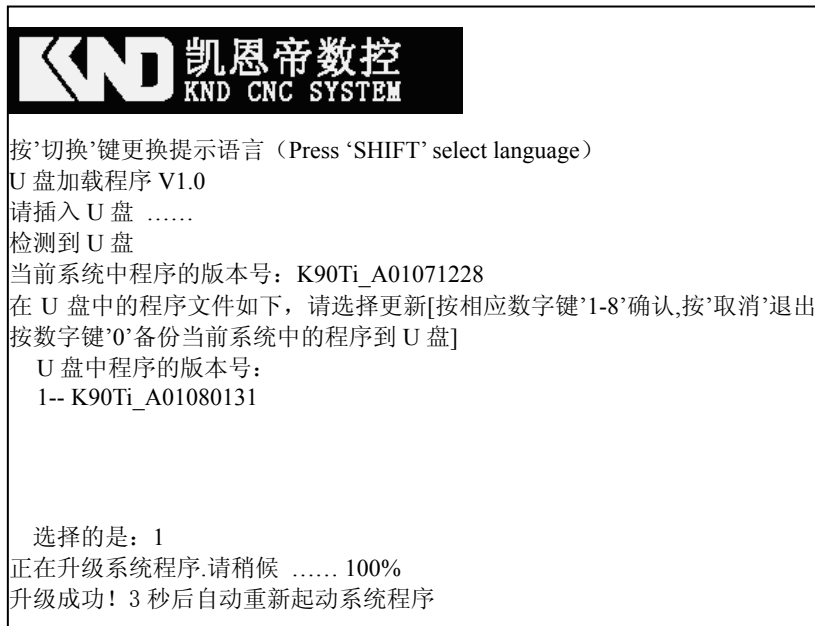 KND 凯恩帝数控
KND CNC SYSTEM
按’切换’键更换提示语言（Press ‘SHIFT’ select language）
U 盘加载程序 V1.0
请插入 U 盘 ……
检测到 U 盘
当前系统中程序的版本号：K90Ti_A01071228
在 U 盘中的程序文件如下，请选择更新[按相应数字键’1-8’确认,按’取消’退出
按数字键’0’备份当前系统中的程序到 U 盘]
U 盘中程序的版本号：
1-- K90Ti_A01080131
选择的是：1
正在升级系统程序.请稍候 …… 100%
升级成功！3 秒后自动重新起动系统程序